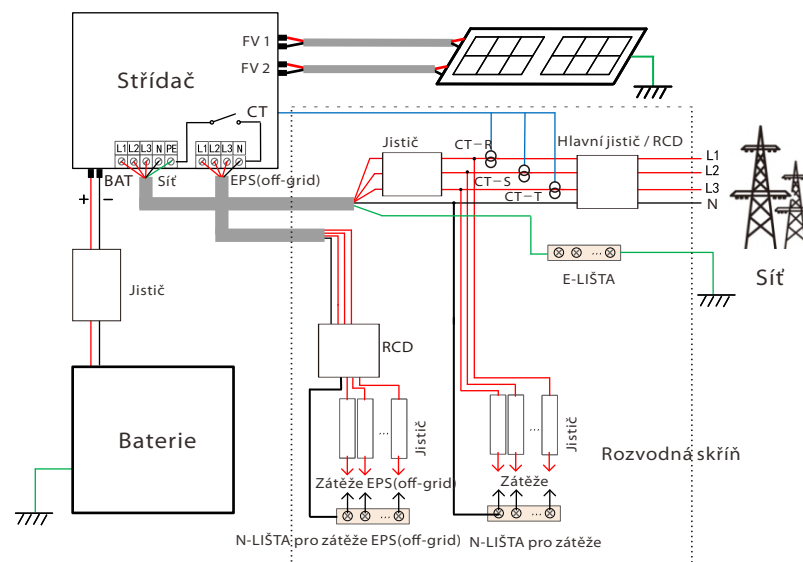 FV 1
FV 2
Střídač
CT
L1 L2 L3 N PE
L1 L2 L3 N
BAT
Síť
EPS(off-grid)
+
−
Jistič
CT−R
CT−S
CT−T
Hlavní jistič / RCD
L1
L2
L3
N
Síť
E-LIŠTA
Jistič
RCD
Baterie
...
Jistič
...
Jistič
Rozvodná skříň
Zátěže EPS(off-grid)
Zátěže
...
...
N-LIŠTA pro zátěže EPS(off-grid)
N-LIŠTA pro zátěže